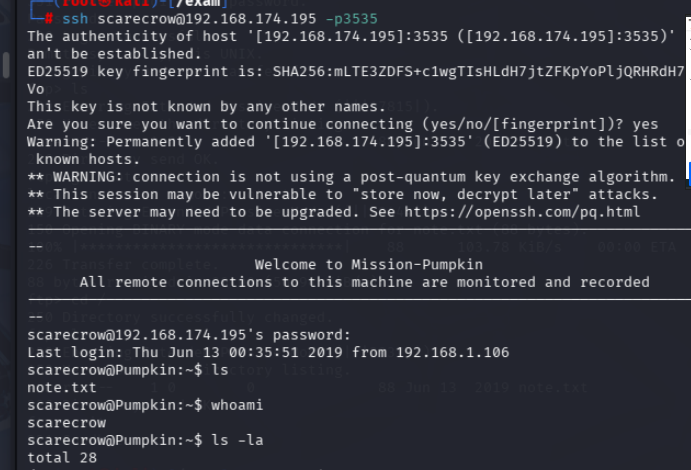 (root㉿kali)-[/exam]
# ssh scarecrow@192.168.174.195 -p3535
The authenticity of host '[192.168.174.195]:3535 ([192.168.174.195]:3535)'
an't be established.
ED25519 key fingerprint is: SHA256:mLTE3ZDFS+c1wgTIsHLdH7jtZFKpYoPljQRHRdH7
Vo
This key is not known by any other names.
Are you sure you want to continue connecting (yes/no/[fingerprint])? yes
Warning: Permanently added '[192.168.174.195]:3535' (ED25519) to the list o
known hosts.
** WARNING: connection is not using a post-quantum key exchange algorithm.
** This session may be vulnerable to "store now, decrypt later" attacks.
** The server may need to be upgraded. See https://openssh.com/pq.html
--
Welcome to Mission-Pumpkin
All remote connections to this machine are monitored and recorded
--
scarecrow@192.168.174.195's password:
Last login: Thu Jun 13 00:35:51 2019 from 192.168.1.106
scarecrow@Pumpkin:~$ ls
note.txt
scarecrow@Pumpkin:~$ whoami
scarecrow
scarecrow@Pumpkin:~$ ls -la
total 28